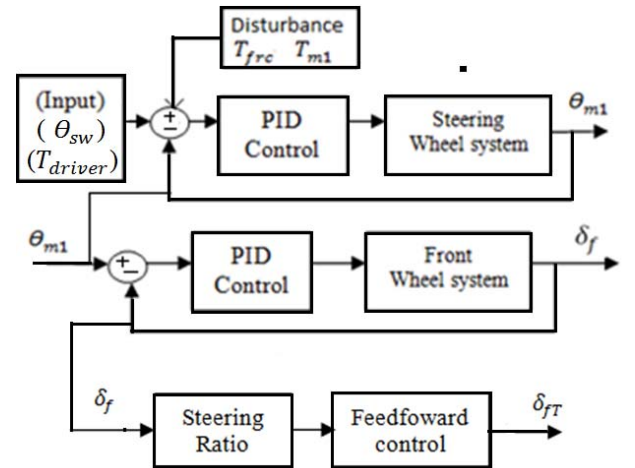 Disturbance
T_frc T_m1
(Input)
( θ_sw)
(T_driver)
+
−
PID
Control
Steering
Wheel system
θ_m1
θ_m1
+
−
PID
Control
Front
Wheel system
δ_f
δ_f
Steering
Ratio
Feedfoward
control
δ_fT